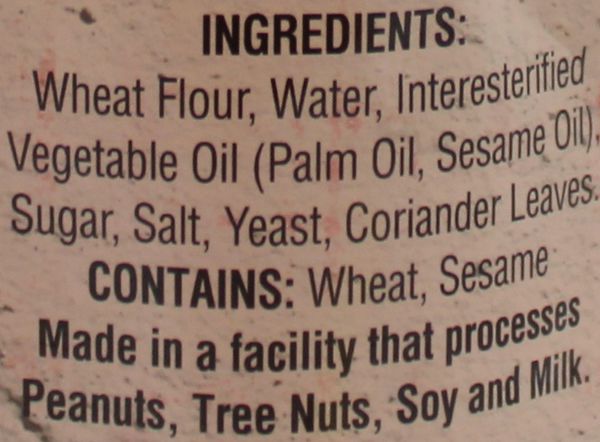 INGREDIENTS:
Wheat Flour, Water, Interesterified
Vegetable Oil (Palm Oil, Sesame Oil),
Sugar, Salt, Yeast, Coriander Leaves.
CONTAINS: Wheat, Sesame
Made in a facility that processes
Peanuts, Tree Nuts, Soy and Milk.